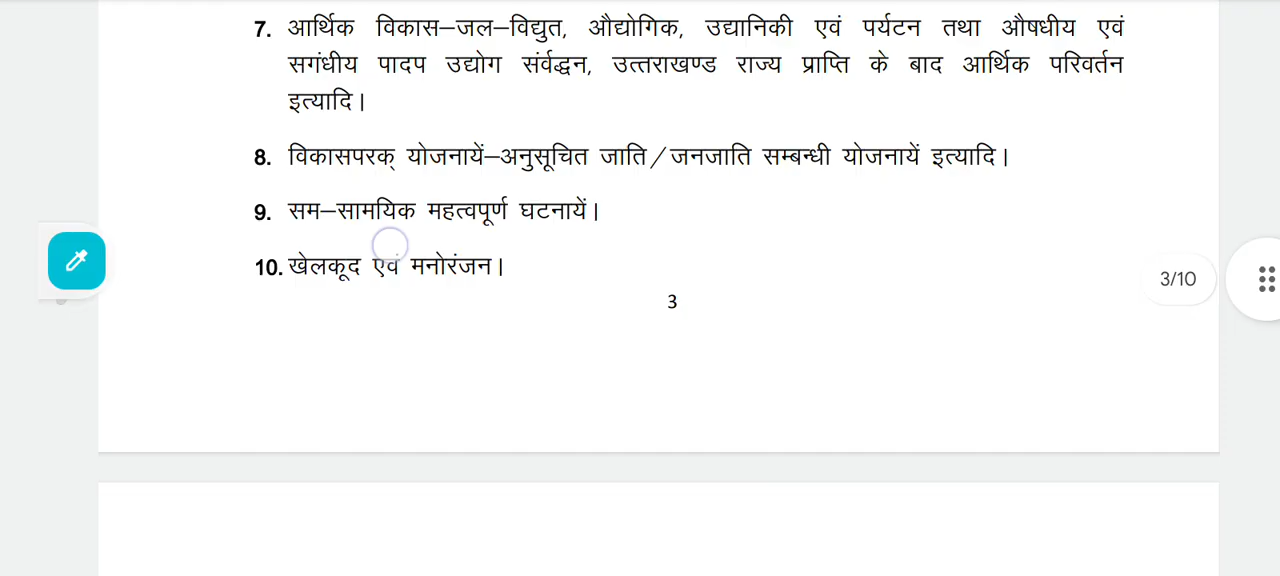 7. आर्थिक विकास–जल–विद्युत, औद्योगिक, उद्यानिकी एवं पर्यटन तथा औषधीय एवं
सगंधीय पादप उद्योग संर्वद्धन, उत्तराखण्ड राज्य प्राप्ति के बाद आर्थिक परिवर्तन
इत्यादि।
8. विकासपरक् योजनायें–अनुसूचित जाति/जनजाति सम्बन्धी योजनायें इत्यादि।
9. सम–सामयिक महत्वपूर्ण घटनायें।
10. खेलकूद एवं मनोरंजन।
3/10
3